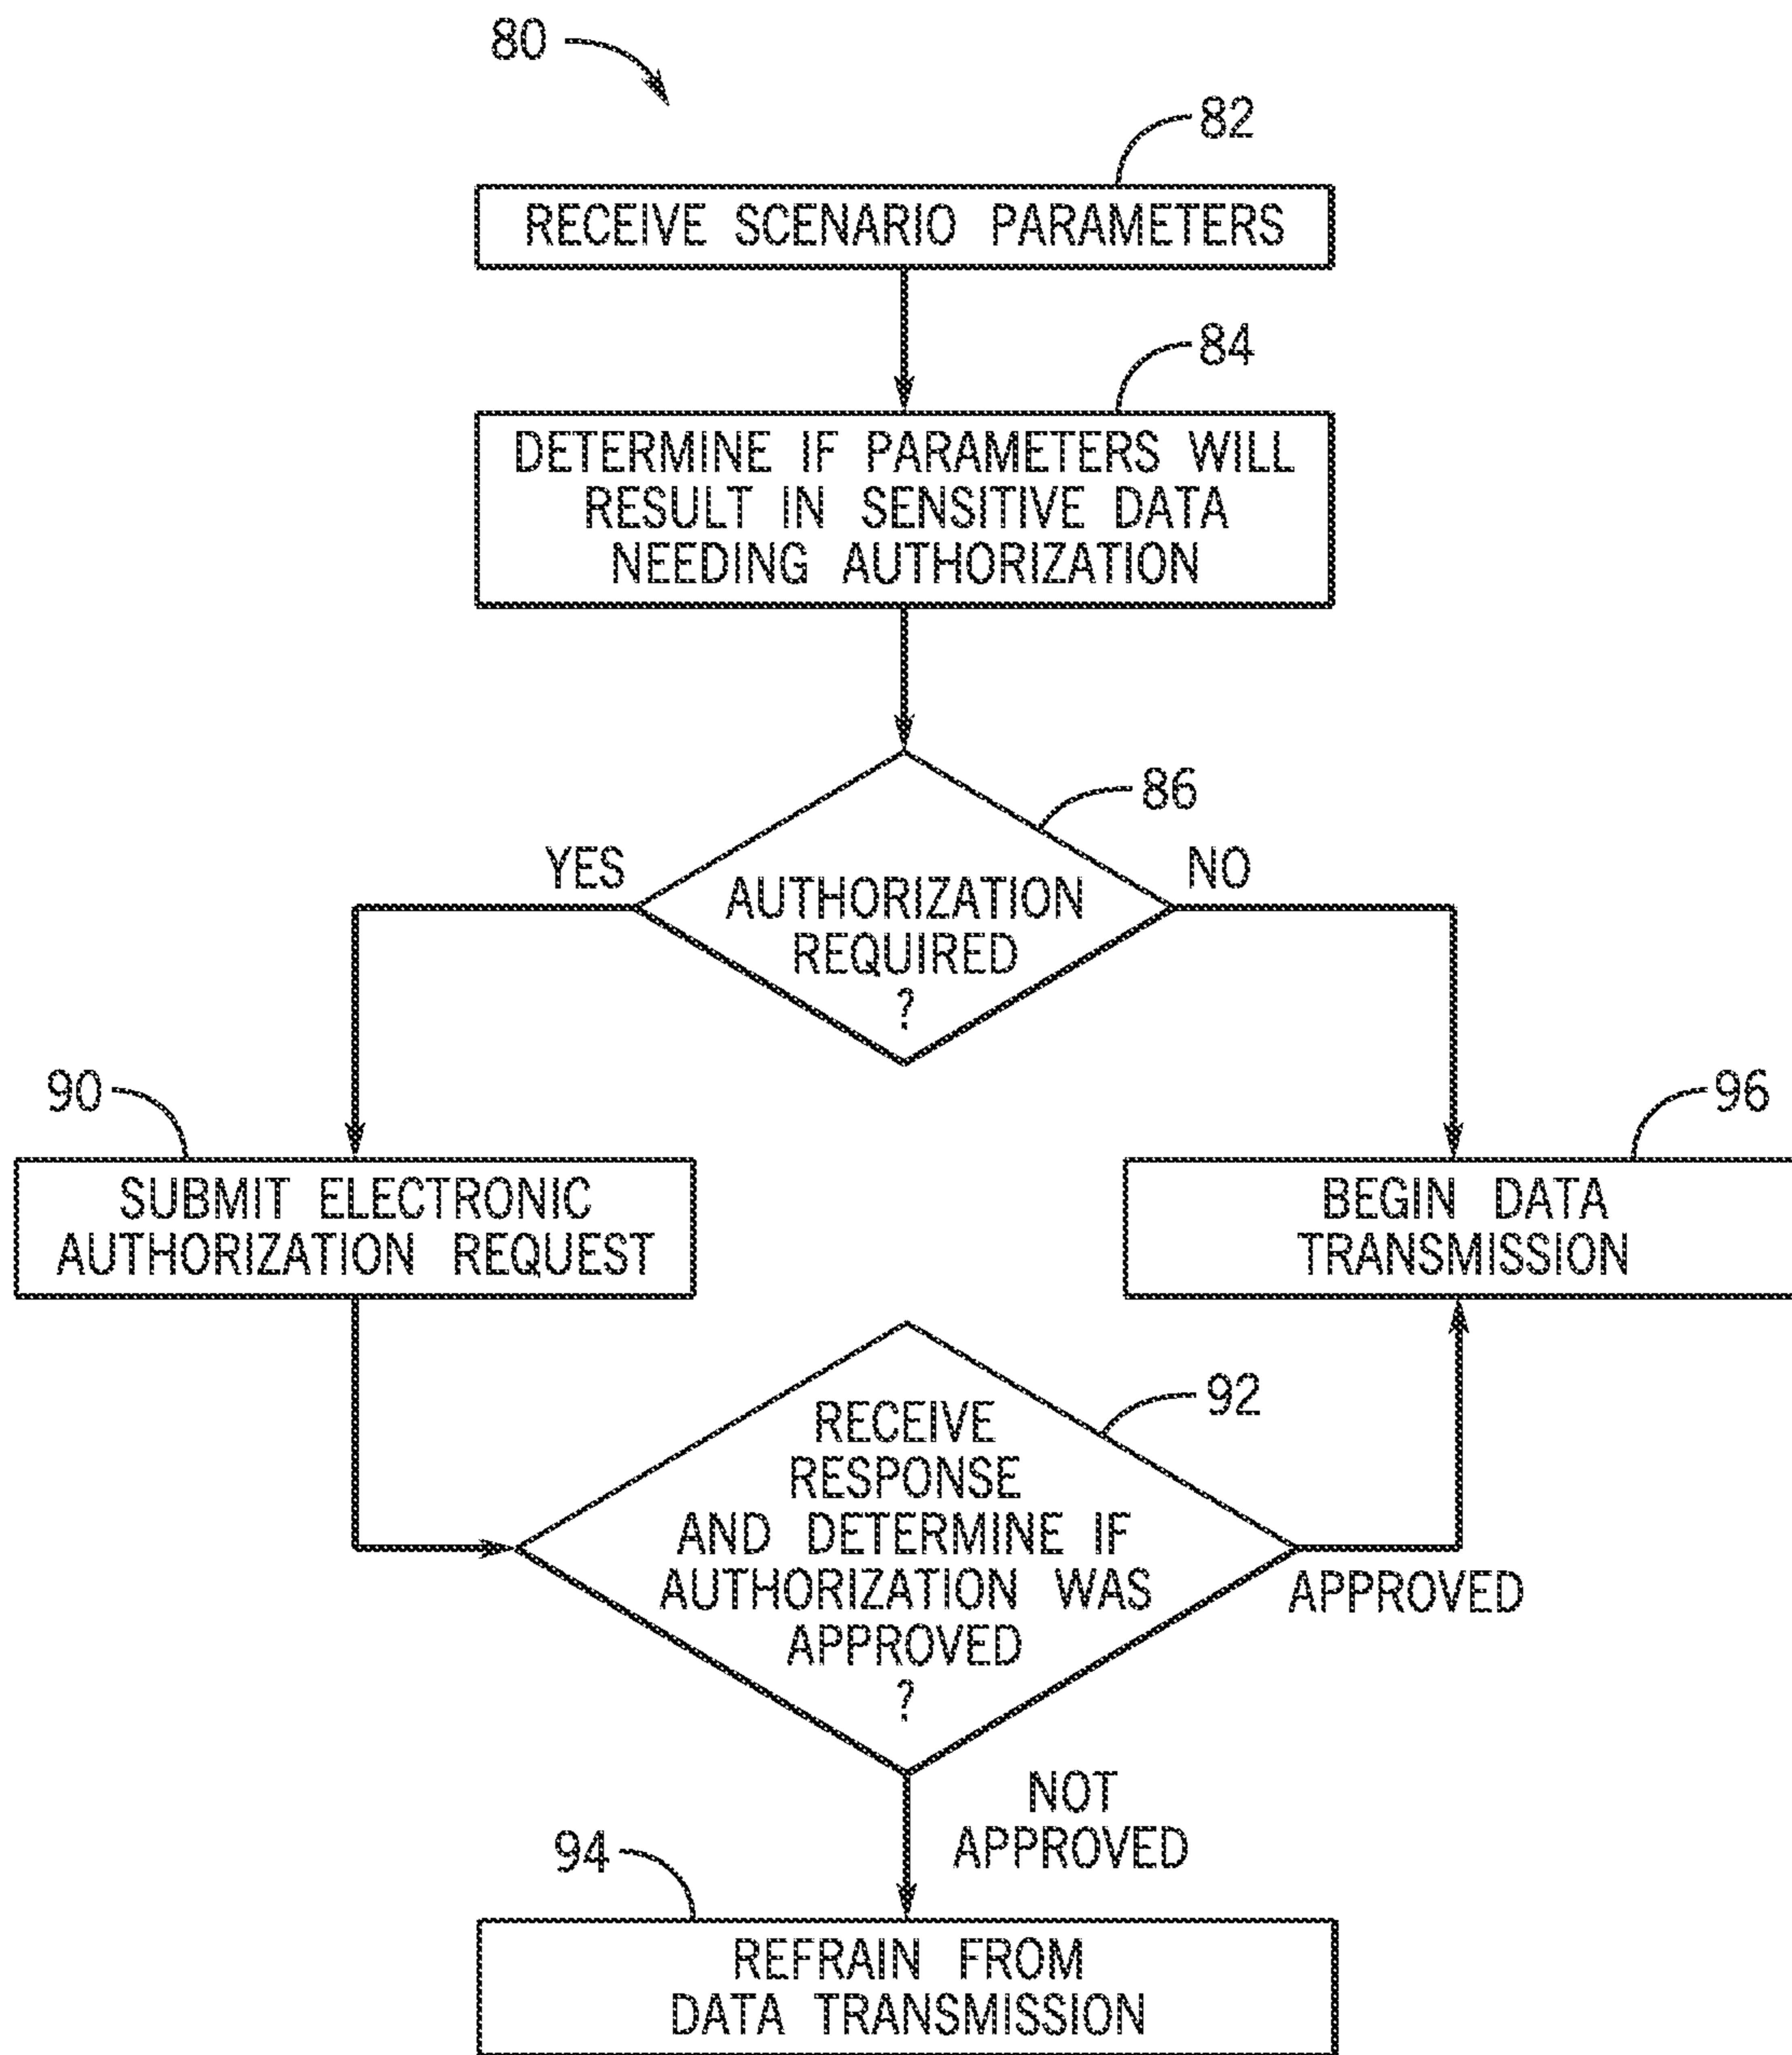 80
82
RECEIVE SCENARIO PARAMETERS
84
DETERMINE IF PARAMETERS WILL
RESULT IN SENSITIVE DATA
NEEDING AUTHORIZATION
86
YES
NO
AUTHORIZATION
REQUIRED
?
90
96
SUBMIT ELECTRONIC
AUTHORIZATION REQUEST
BEGIN DATA
TRANSMISSION
92
RECEIVE
RESPONSE
AND DETERMINE IF
AUTHORIZATION WAS
APPROVED
?
APPROVED
NOT
APPROVED
94
REFRAIN FROM
DATA TRANSMISSION